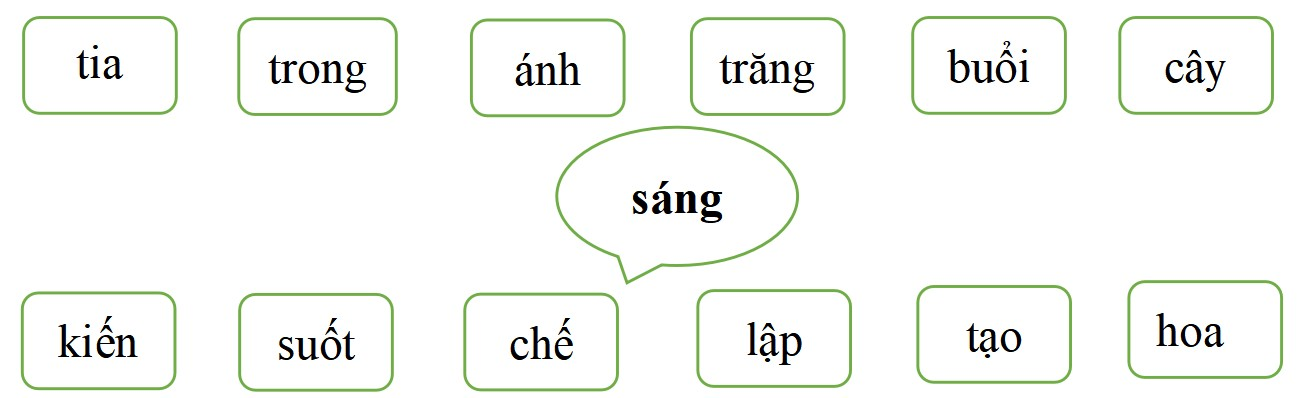 tia trong ánh trăng buổi cây
sáng
kiến suốt chế lập tạo hoa